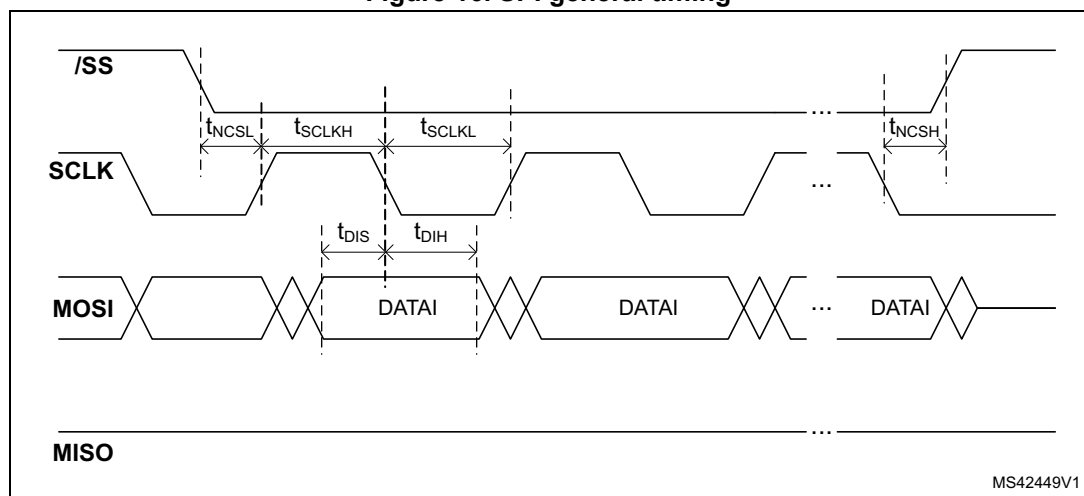 /SS
...
tNCSL tSCLKH tSCLKL tNCSH
SCLK
...
tDIS tDIH
MOSI DATAI DATAI ... DATAI
...
MISO
MS42449V1